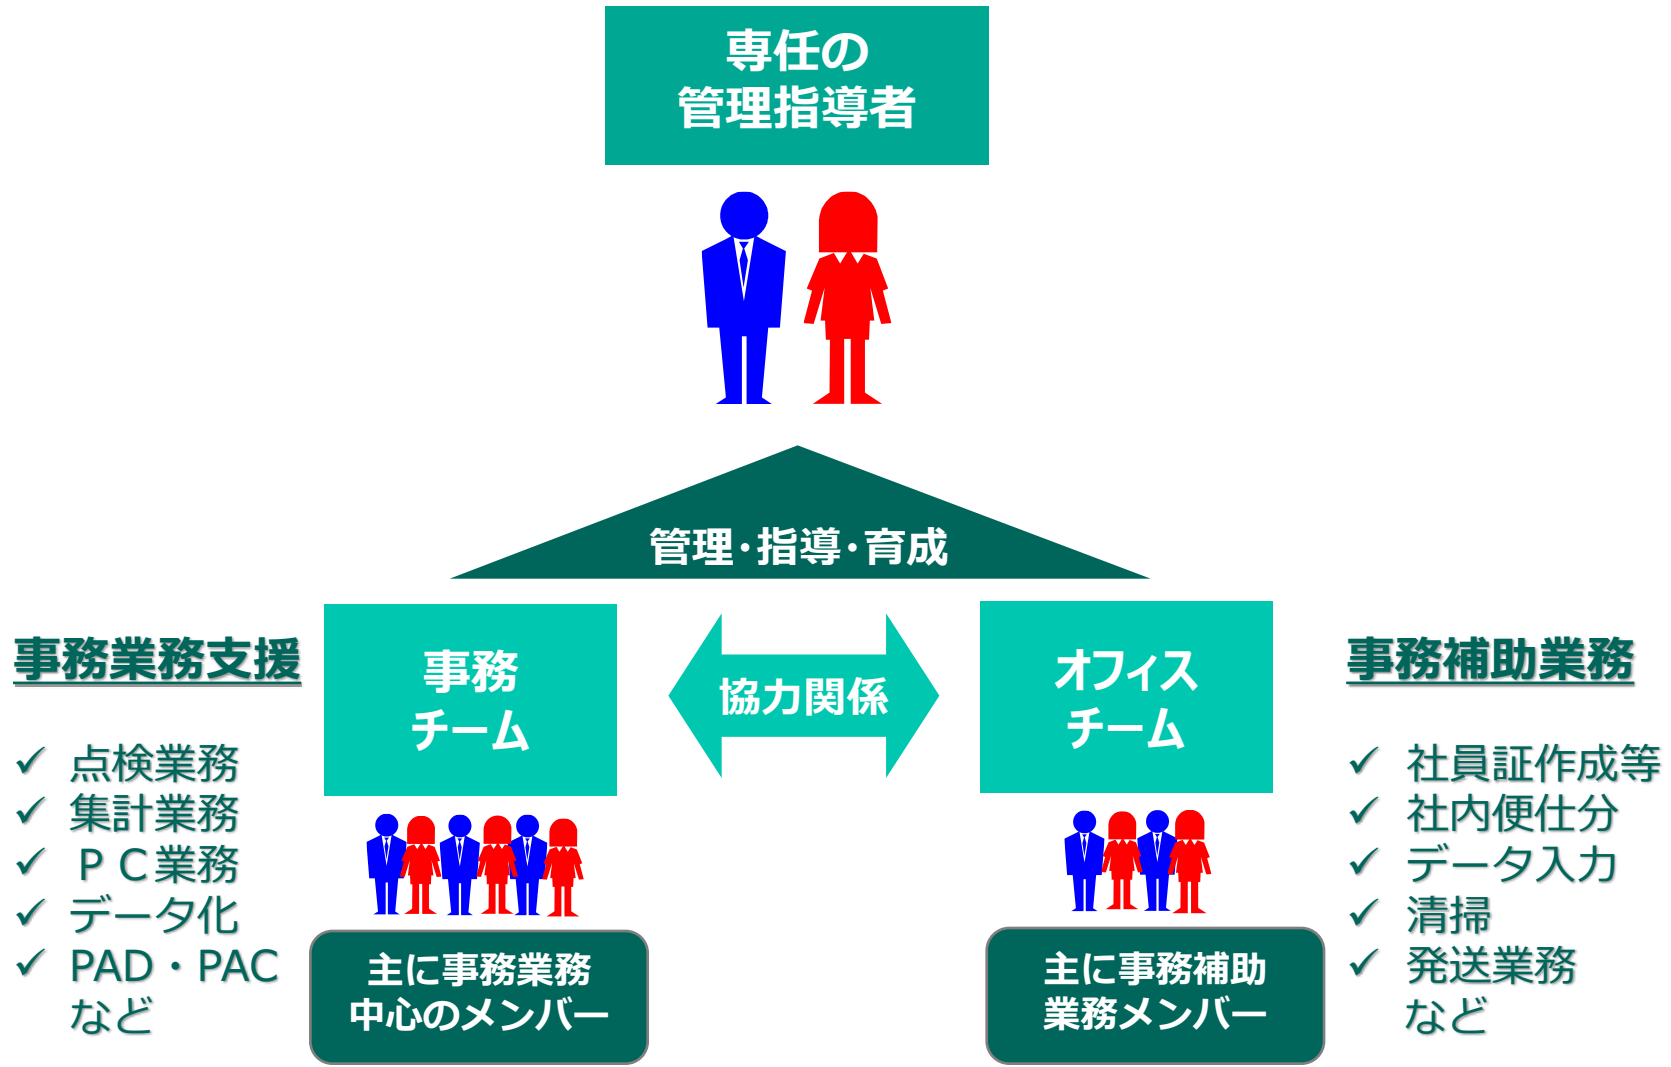 専任の
管理指導者
管理・指導・育成
事務業務支援
✓ 点検業務
✓ 集計業務
✓ ＰＣ業務
✓ データ化
✓ PAD・PAC
など
事務
チーム
主に事務業務
中心のメンバー
協力関係
オフィス
チーム
主に事務補助
業務メンバー
事務補助業務
✓ 社員証作成等
✓ 社内便仕分
✓ データ入力
✓ 清掃
✓ 発送業務
など